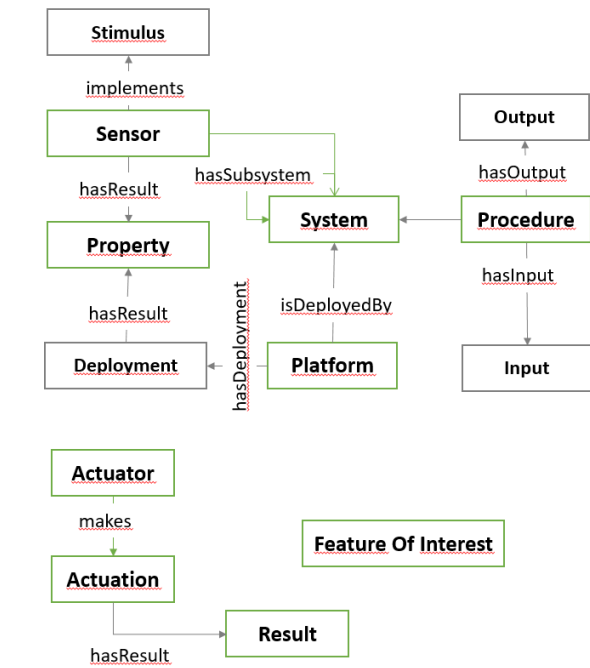 Stimulus
implements
Sensor
Output
hasSubsystem
hasOutput
hasResult
System
Procedure
Property
hasInput
hasResult
isDeployedBy
hasDeployment
Deployment
Platform
Input
Actuator
makes
Feature Of Interest
Actuation
Result
hasResult